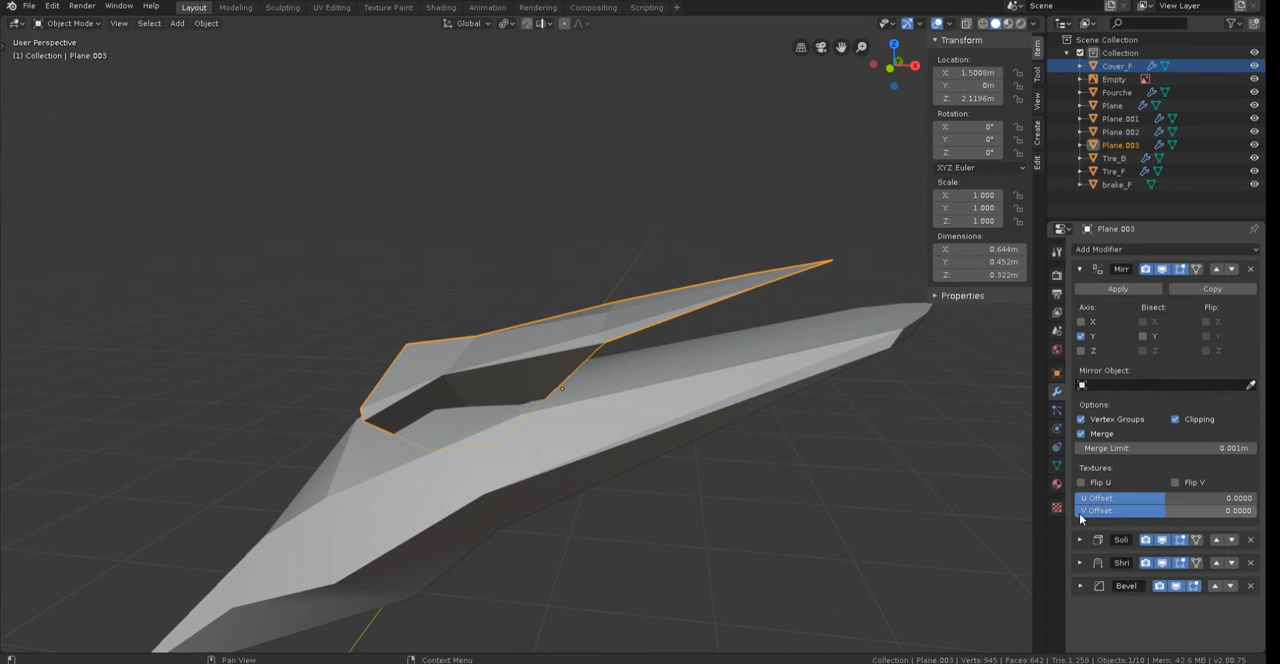 File Edit Render Window Help Layout Modeling Sculpting UV Editing Texture Paint Shading Animation Rendering Compositing Scripting + Scene View Layer
Object Mode View Select Add Object Global
User Perspective
(1) Collection | Plane.003
Transform
Location:
X: 1.5008m
Y: 0m
Z: 2.1196m
Rotation:
X: 0°
Y: 0°
Z: 0°
XYZ Euler
Scale:
X: 1.000
Y: 1.000
Z: 1.000
Dimensions:
X: 0.644m
Y: 0.452m
Z: 0.322m
Properties
Item
Tool
View
Create
Edit
Z
Y
X
Scene Collection
Collection
Cover_F
Empty
Fourche
Plane
Plane.001
Plane.002
Plane.003
Tire_B
Tire_F
brake_F
Plane.003
Add Modifier
Mirr
Apply Copy
Axis: Bisect: Flip:
X X X
Y Y Y
Z Z Z
Mirror Object:
Options:
Vertex Groups Clipping
Merge
Merge Limit: 0.001m
Textures:
Flip U Flip V
U Offset: 0.0000
V Offset: 0.0000
Soli
Shri
Bevel
Pan View Context Menu Collection | Plane.003 | Verts:945 | Faces:642 | Tris:1,258 | Objects:1/10 | Mem: 42.6 MB | v2.80.75